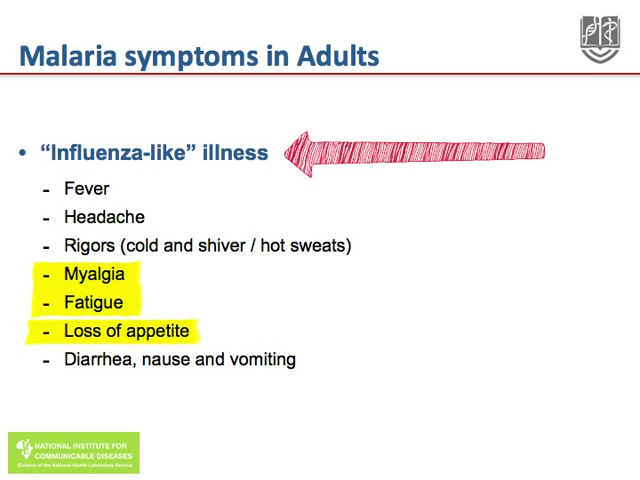 Malaria symptoms in Adults
• “Influenza-like” illness
- Fever
- Headache
- Rigors (cold and shiver / hot sweats)
- Myalgia
- Fatigue
- Loss of appetite
- Diarrhea, nause and vomiting
NATIONAL INSTITUTE FOR
COMMUNICABLE DISEASES
Division of the National Health Laboratory Service